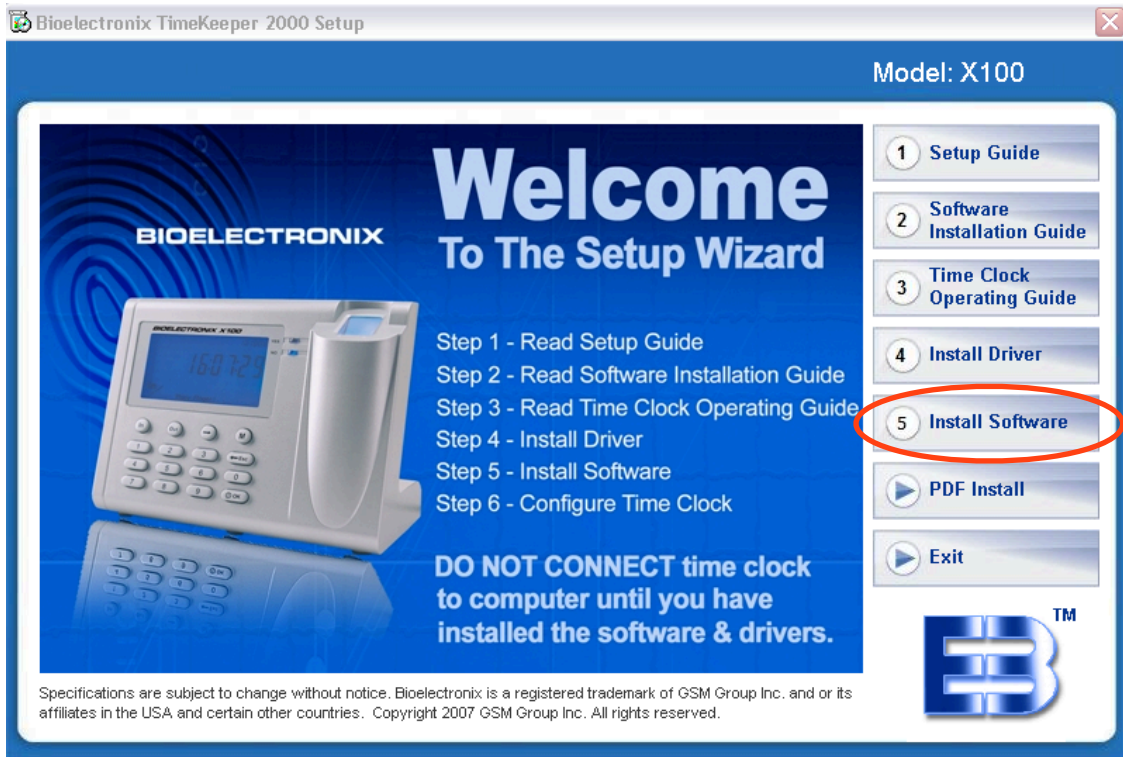 Bioelectronix TimeKeeper 2000 Setup
Model: X100
Welcome
To The Setup Wizard
BIOELECTRONIX
BIOELECTRONIX X100
Step 1 - Read Setup Guide
Step 2 - Read Software Installation Guide
Step 3 - Read Time Clock Operating Guide
Step 4 - Install Driver
Step 5 - Install Software
Step 6 - Configure Time Clock
DO NOT CONNECT time clock
to computer until you have
installed the software & drivers.
1 Setup Guide
2 Software
Installation Guide
3 Time Clock
Operating Guide
4 Install Driver
5 Install Software
PDF Install
Exit
EB TM
Specifications are subject to change without notice. Bioelectronix is a registered trademark of GSM Group Inc. and or its
affiliates in the USA and certain other countries. Copyright 2007 GSM Group Inc. All rights reserved.